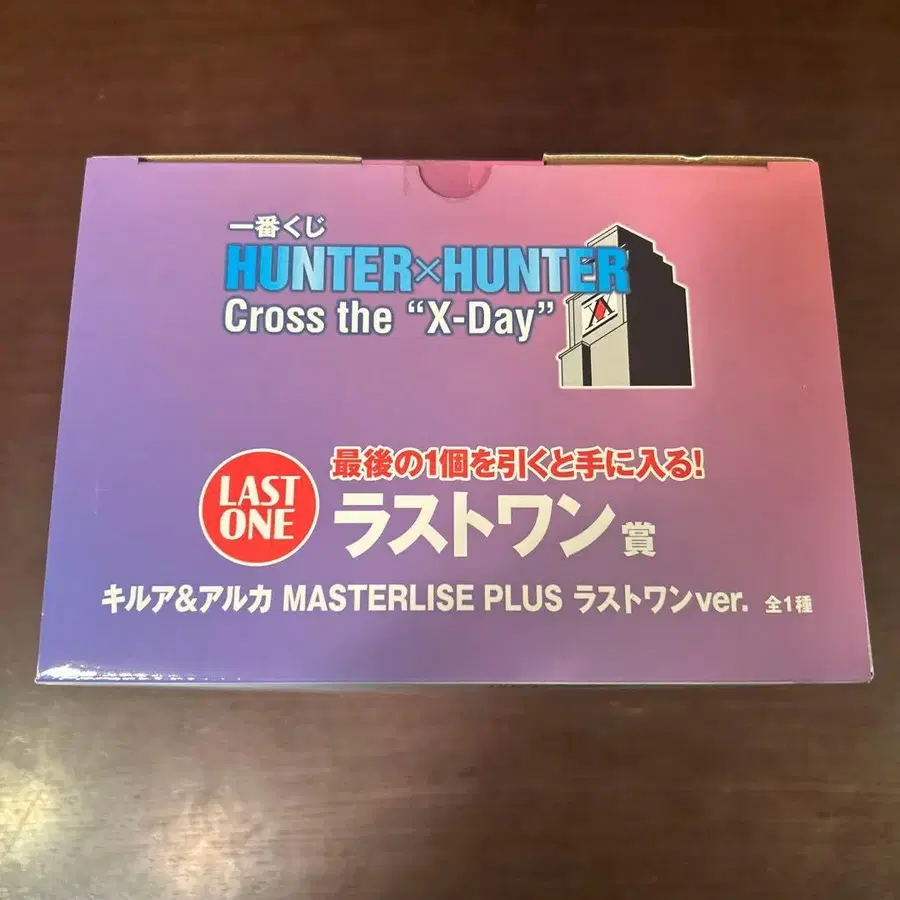 一番くじ
HUNTER×HUNTER
Cross the “X-Day”
LAST
ONE
最後の1個を引くと手に入る!
ラストワン賞
キルア&アルカ MASTERLISE PLUS ラストワンver. 全1種